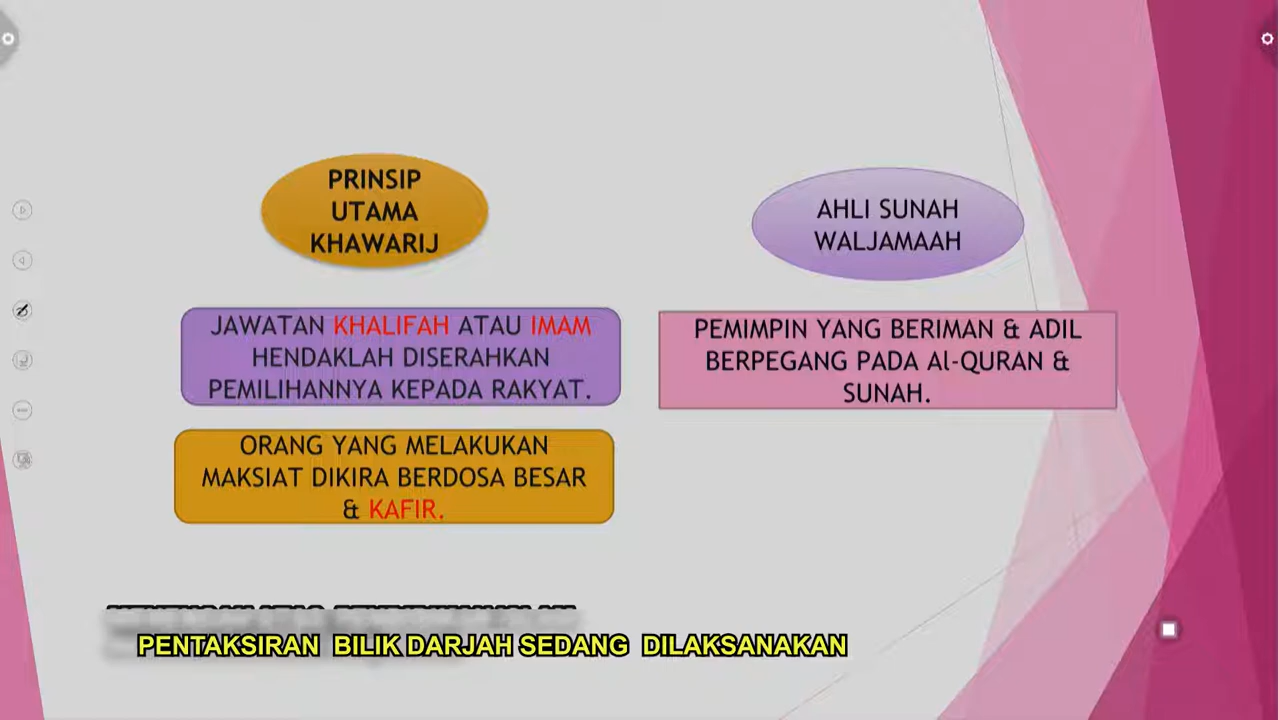 PRINSIP
UTAMA
KHAWARIJ
AHLI SUNAH
WALJAMAAH
JAWATAN KHALIFAH ATAU IMAM
HENDAKLAH DISERAHKAN
PEMILIHANNYA KEPADA RAKYAT.
PEMIMPIN YANG BERIMAN & ADIL
BERPEGANG PADA Al-QURAN &
SUNAH.
ORANG YANG MELAKUKAN
MAKSIAT DIKIRA BERDOSA BESAR
& KAFIR.
PENTAKSIRAN BILIK DARJAH SEDANG DILAKSANAKAN